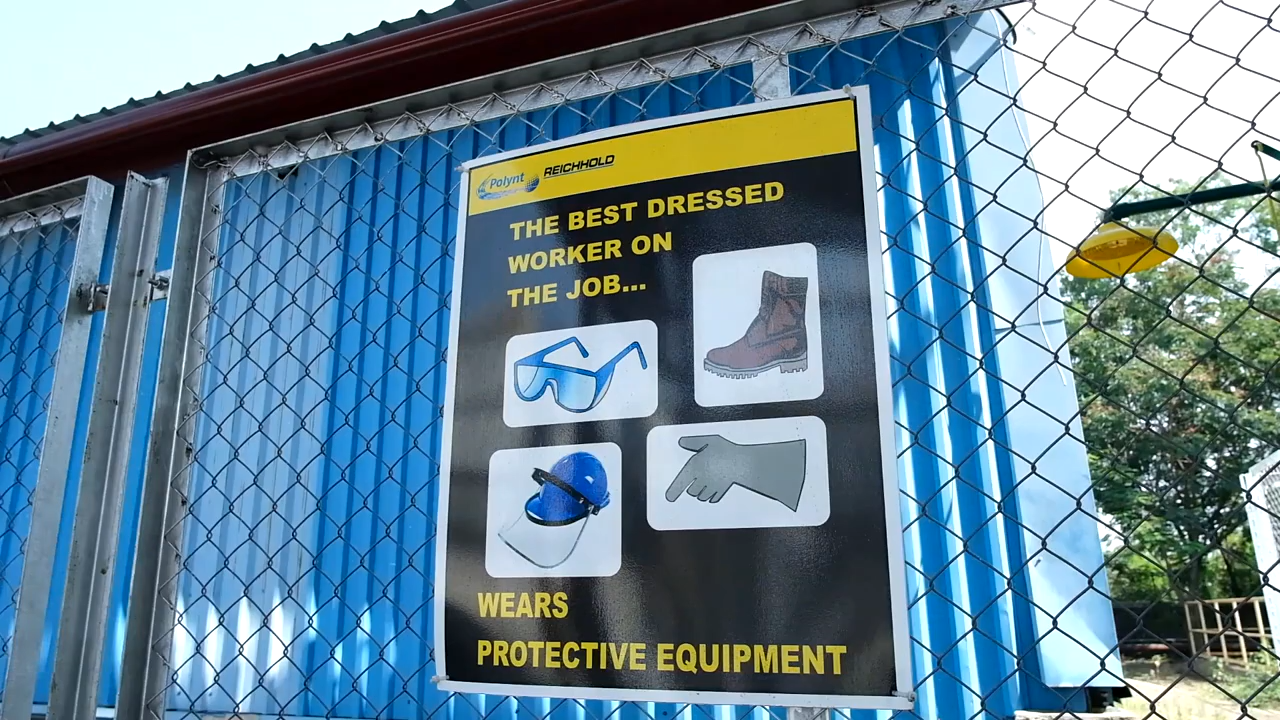 Polynt REICHHOLD
THE BEST DRESSED
WORKER ON
THE JOB...
WEARS
PROTECTIVE EQUIPMENT